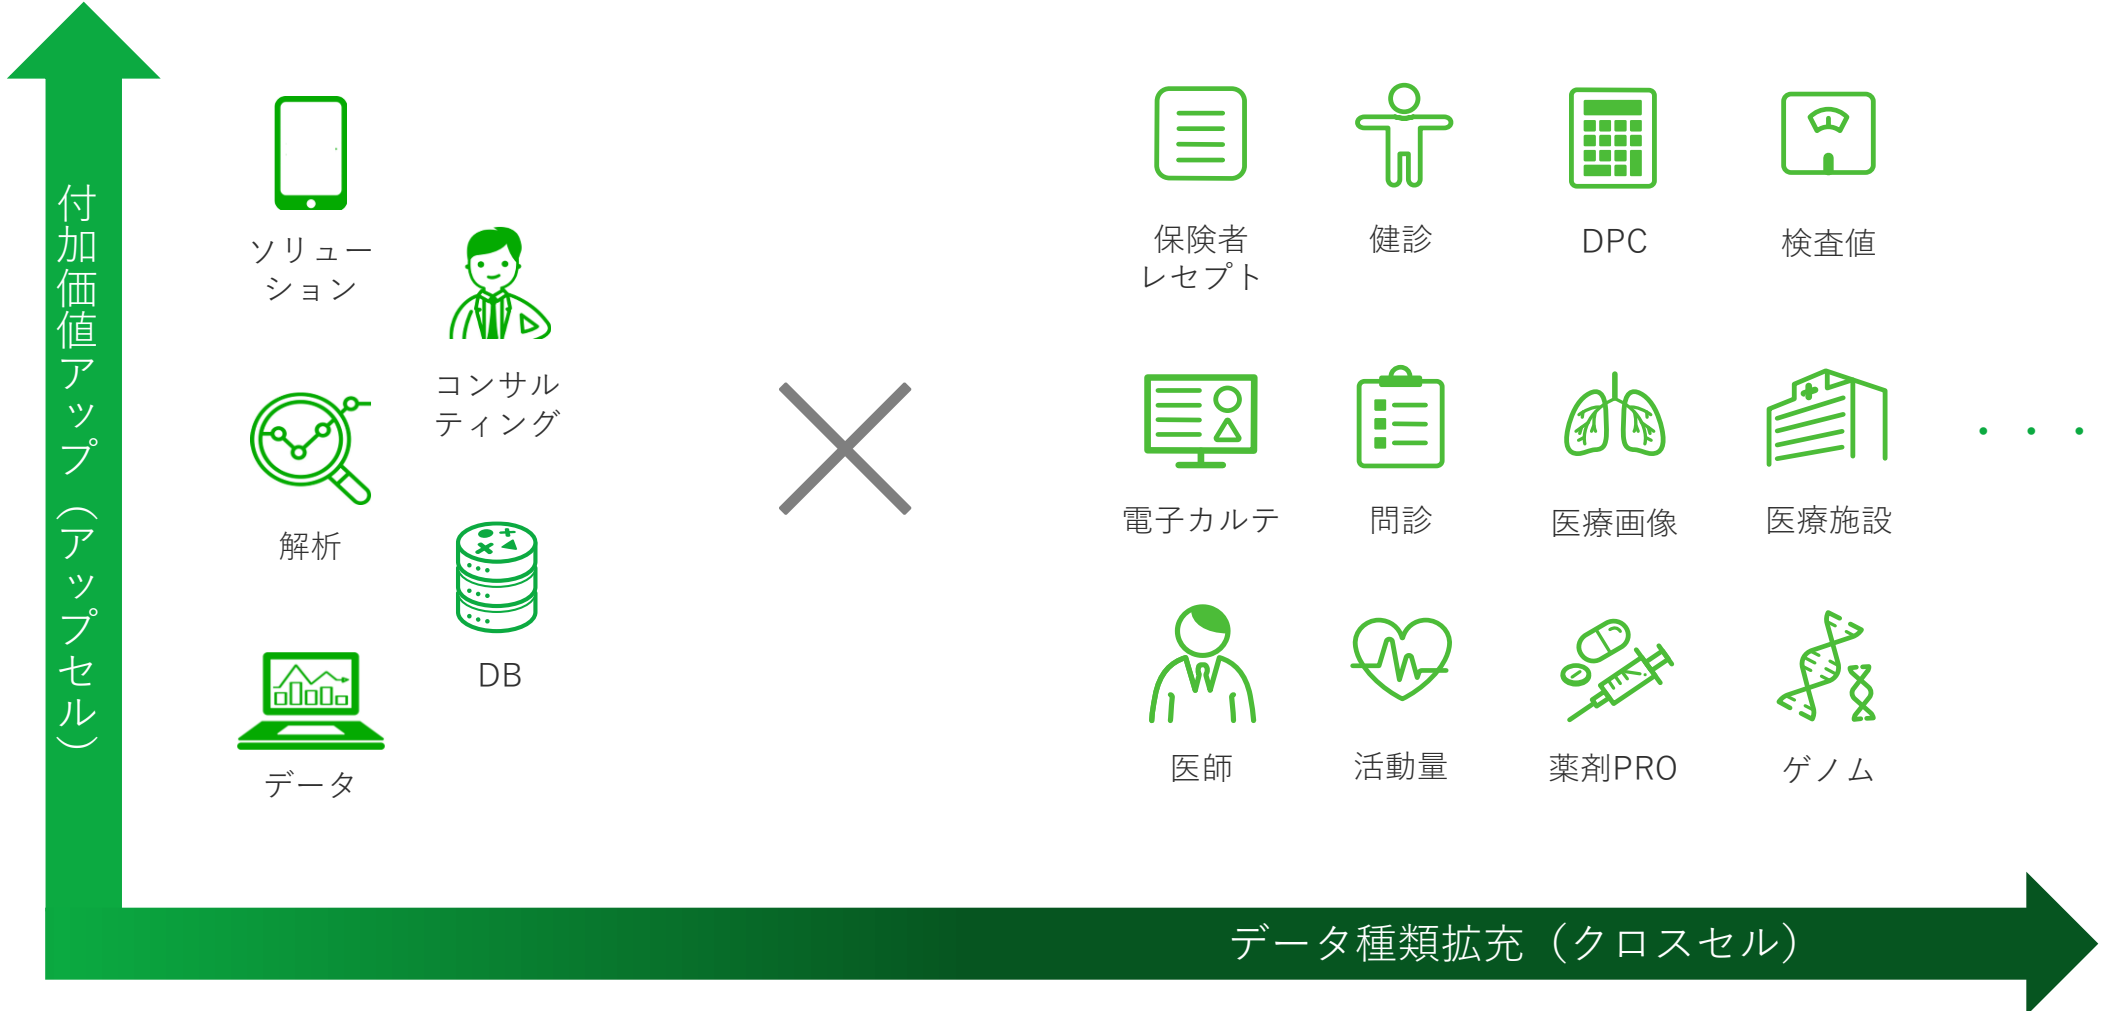 付加価値アップ（アップセル）
ソリュー
ション
コンサル
ティング
解析
DB
データ
保険者
レセプト
健診
DPC
検査値
電子カルテ
問診
医療画像
医療施設
・・・
医師
活動量
薬剤PRO
ゲノム
データ種類拡充（クロスセル）